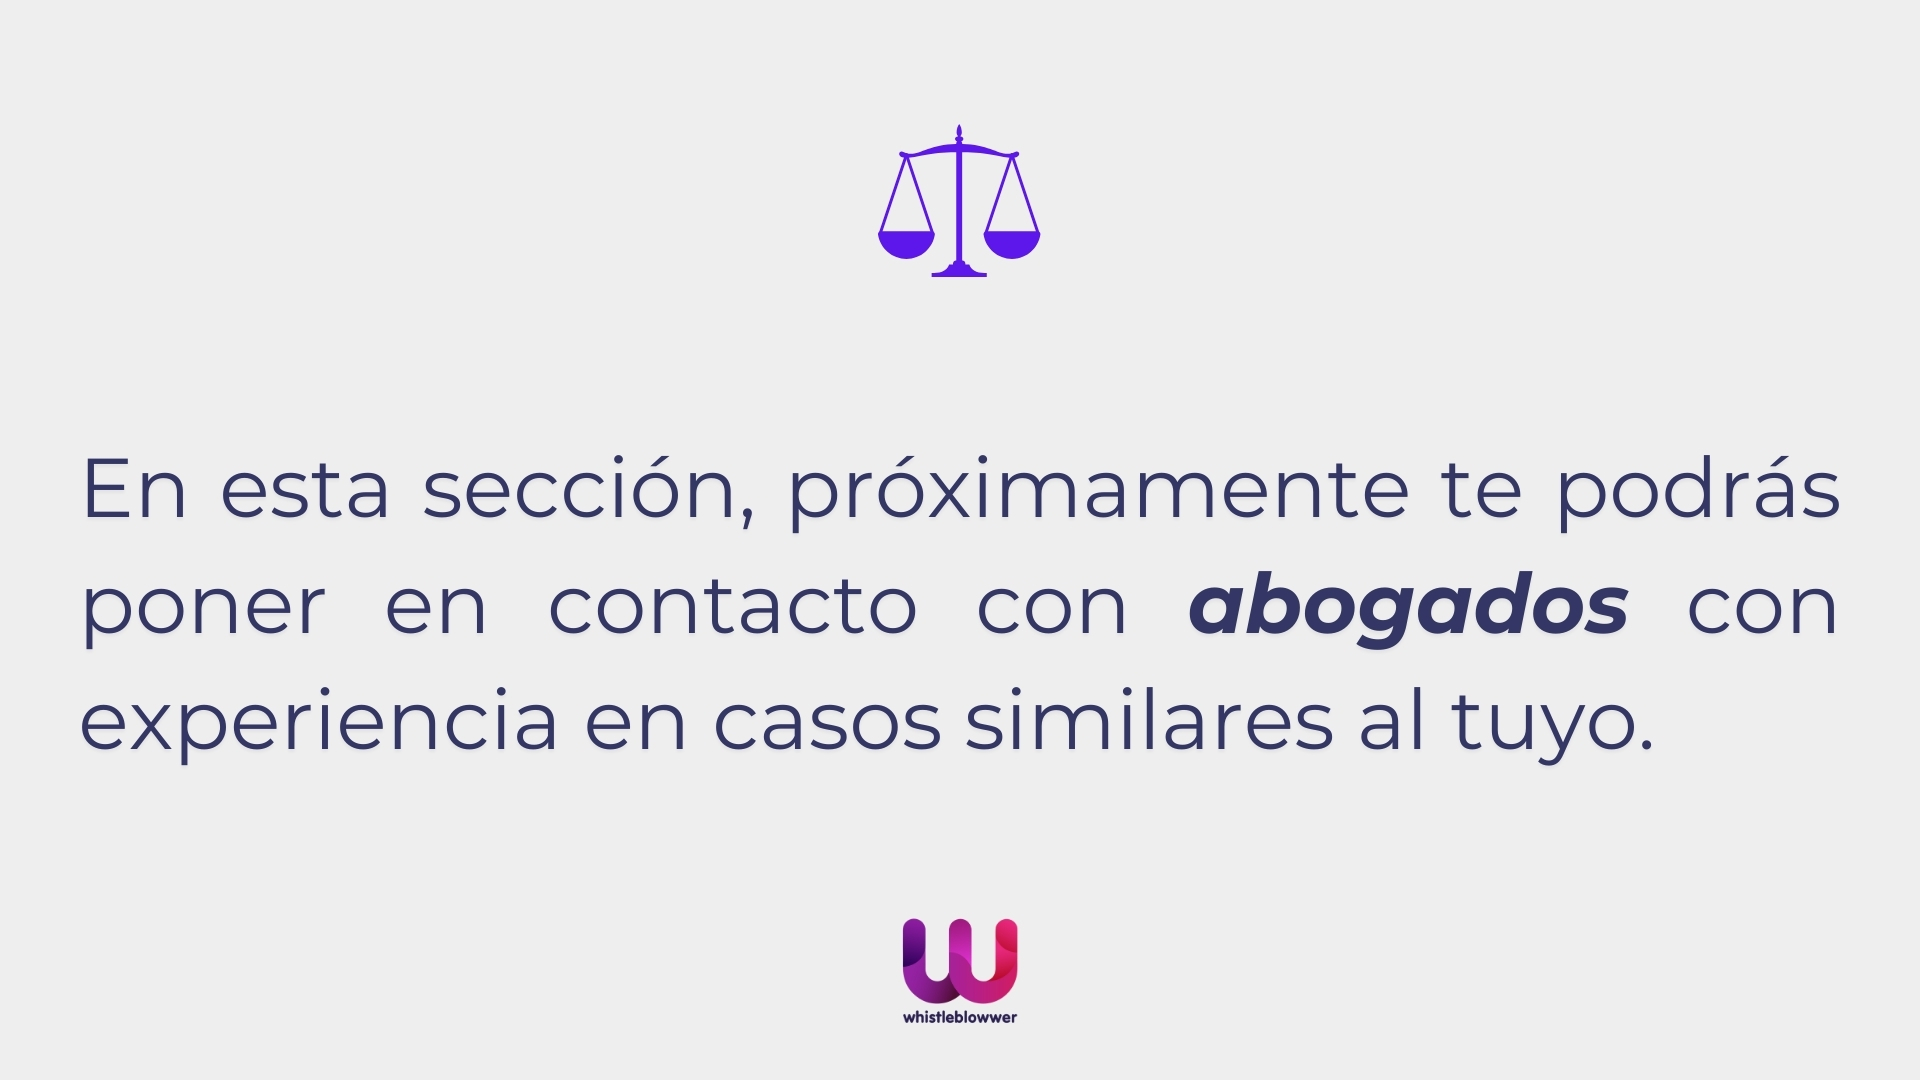 En esta sección, próximamente te podrás
poner en contacto con abogados con
experiencia en casos similares al tuyo.
whistleblowwer